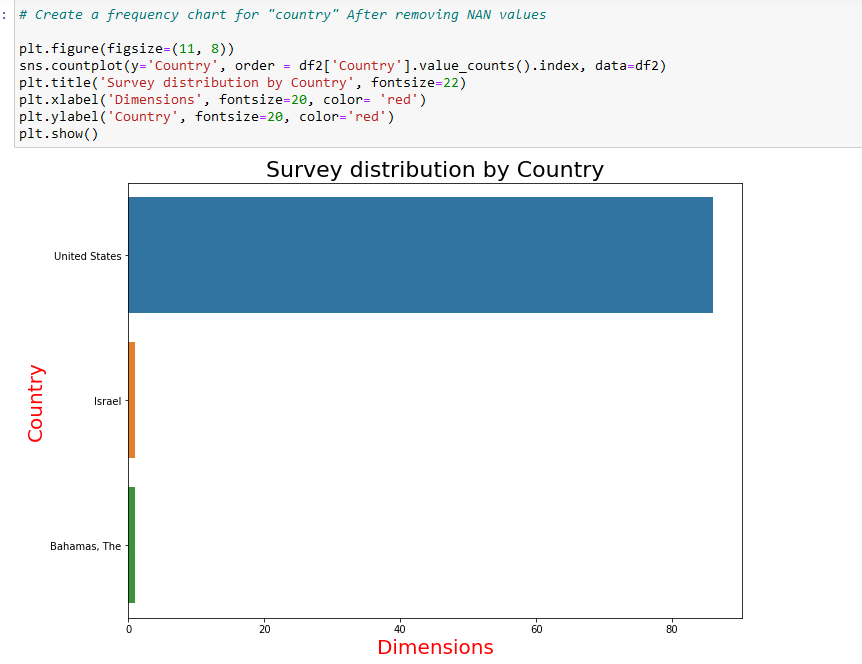 : # Create a frequency chart for "country" After removing NAN values
plt.figure(figsize=(11, 8))
sns.countplot(y='Country', order = df2['Country'].value_counts().index, data=df2)
plt.title('Survey distribution by Country', fontsize=22)
plt.xlabel('Dimensions', fontsize=20, color= 'red')
plt.ylabel('Country', fontsize=20, color='red')
plt.show()
Survey distribution by Country
United States
Israel
Bahamas, The
Country
0 20 40 60 80
Dimensions